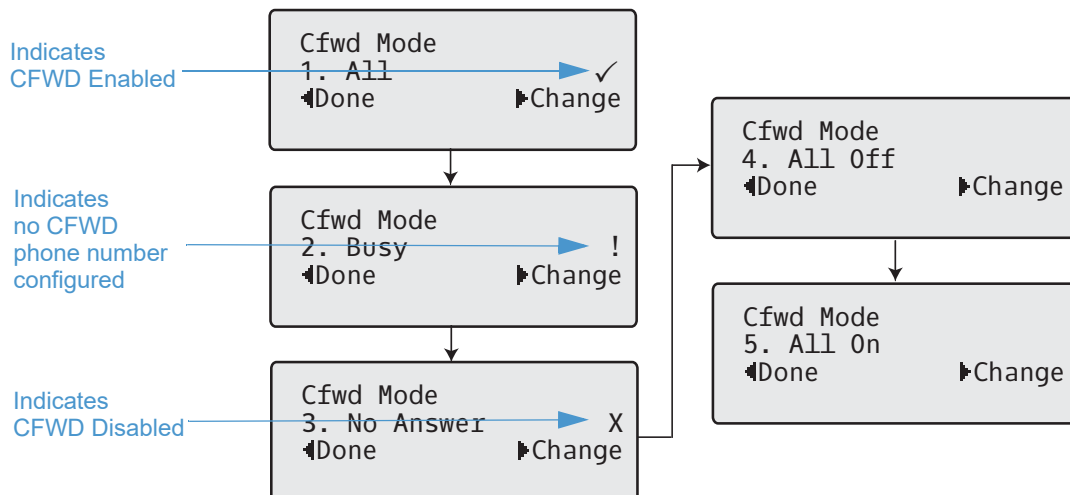 Indicates
CFWD Enabled
Cfwd Mode
1. All ✓
◀Done ▶Change
Indicates
no CFWD
phone number
configured
Cfwd Mode
2. Busy !
◀Done ▶Change
Indicates
CFWD Disabled
Cfwd Mode
3. No Answer X
◀Done ▶Change
Cfwd Mode
4. All Off
◀Done ▶Change
Cfwd Mode
5. All On
◀Done ▶Change